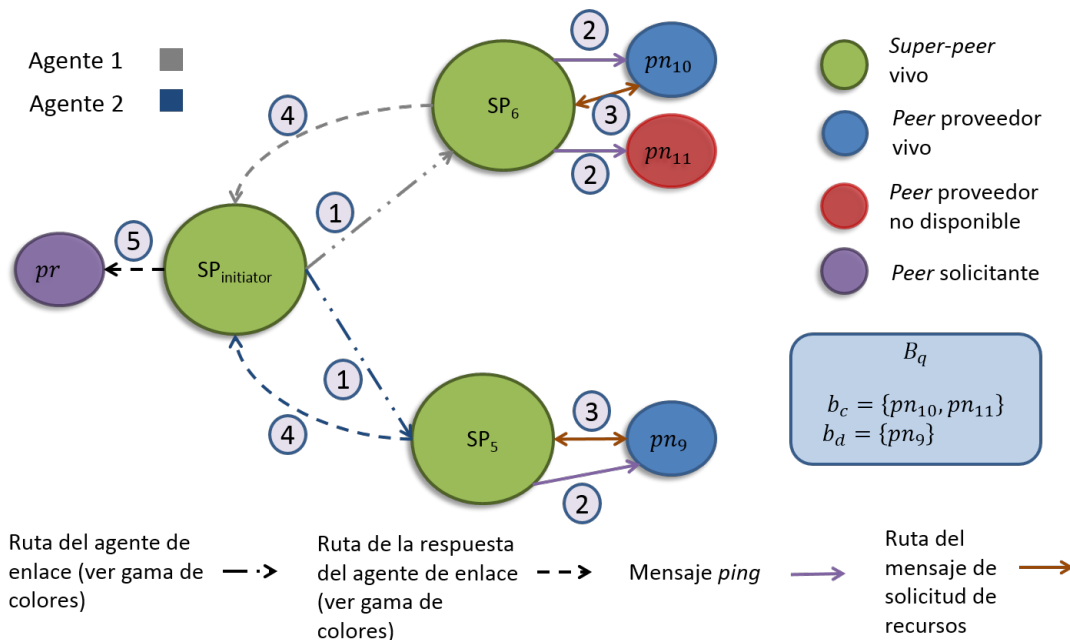 Agente 1
Agente 2
2
4
SP6
pn10
3
pn11
2
1
5
pr
SPinitiator
1
4
SP5
3
pn9
2
Super-peer
vivo
Peer proveedor
vivo
Peer proveedor
no disponible
Peer solicitante
Bq
bc = {pn10, pn11}
bd = {pn9}
Ruta del agente de
enlace (ver gama de
colores)
Ruta de la respuesta
del agente de enlace
(ver gama de
colores)
Mensaje ping
Ruta del
mensaje de
solicitud de
recursos